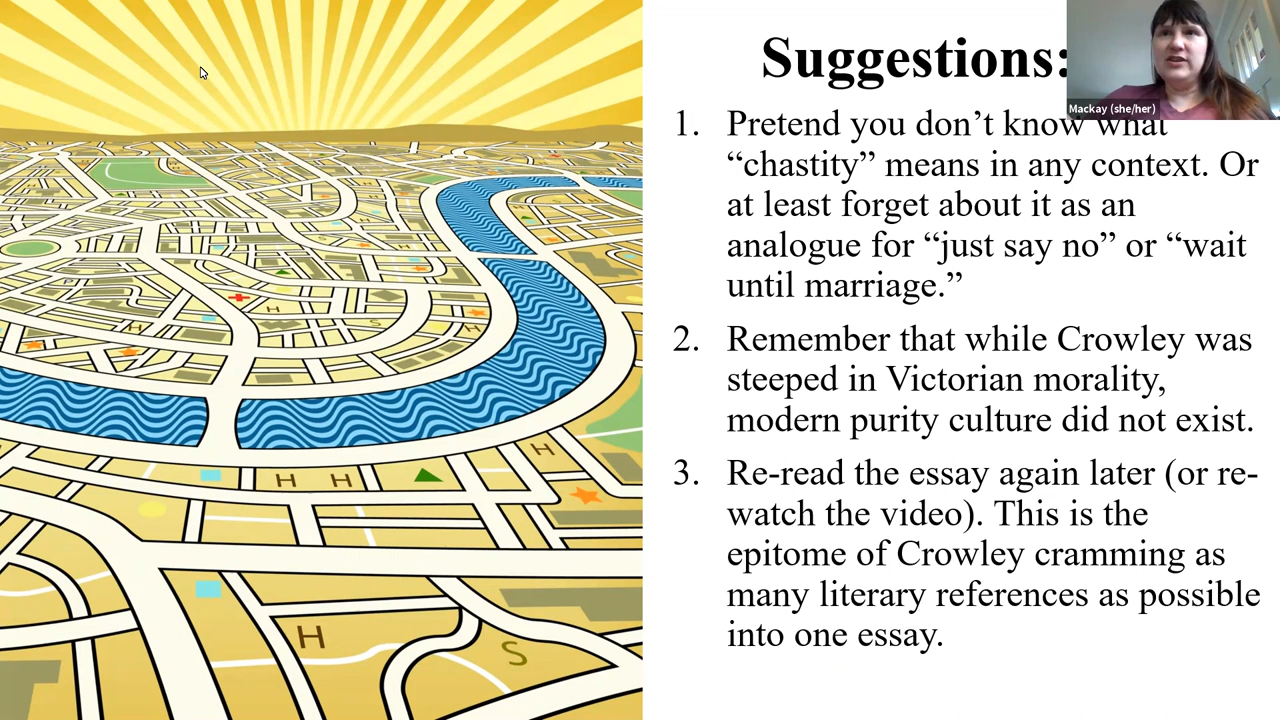 Suggestions:
Mackay (she/her)
1. Pretend you don’t know what
“chastity” means in any context. Or
at least forget about it as an
analogue for “just say no” or “wait
until marriage.”
2. Remember that while Crowley was
steeped in Victorian morality,
modern purity culture did not exist.
3. Re-read the essay again later (or re-
watch the video). This is the
epitome of Crowley cramming as
many literary references as possible
into one essay.
H
H
S
H
H H
H
S